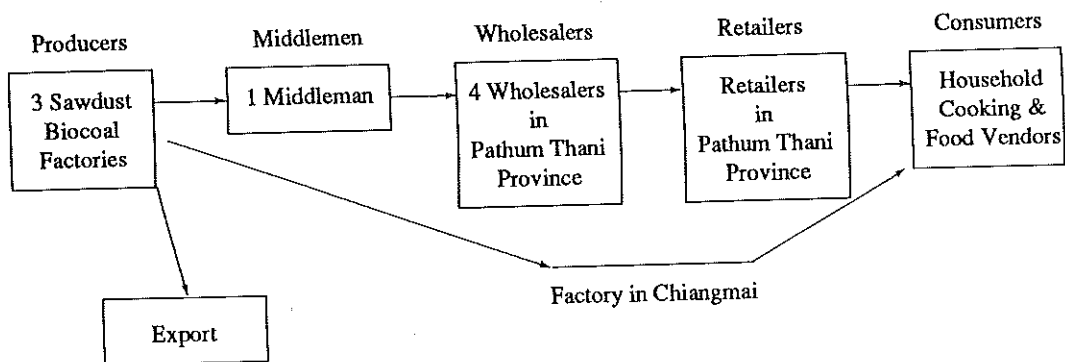 Producers
Middlemen
Wholesalers
Retailers
Consumers
3 Sawdust
Biocoal
Factories
1 Middleman
4 Wholesalers
in
Pathum Thani
Province
Retailers
in
Pathum Thani
Province
Household
Cooking &
Food Vendors
Factory in Chiangmai
Export